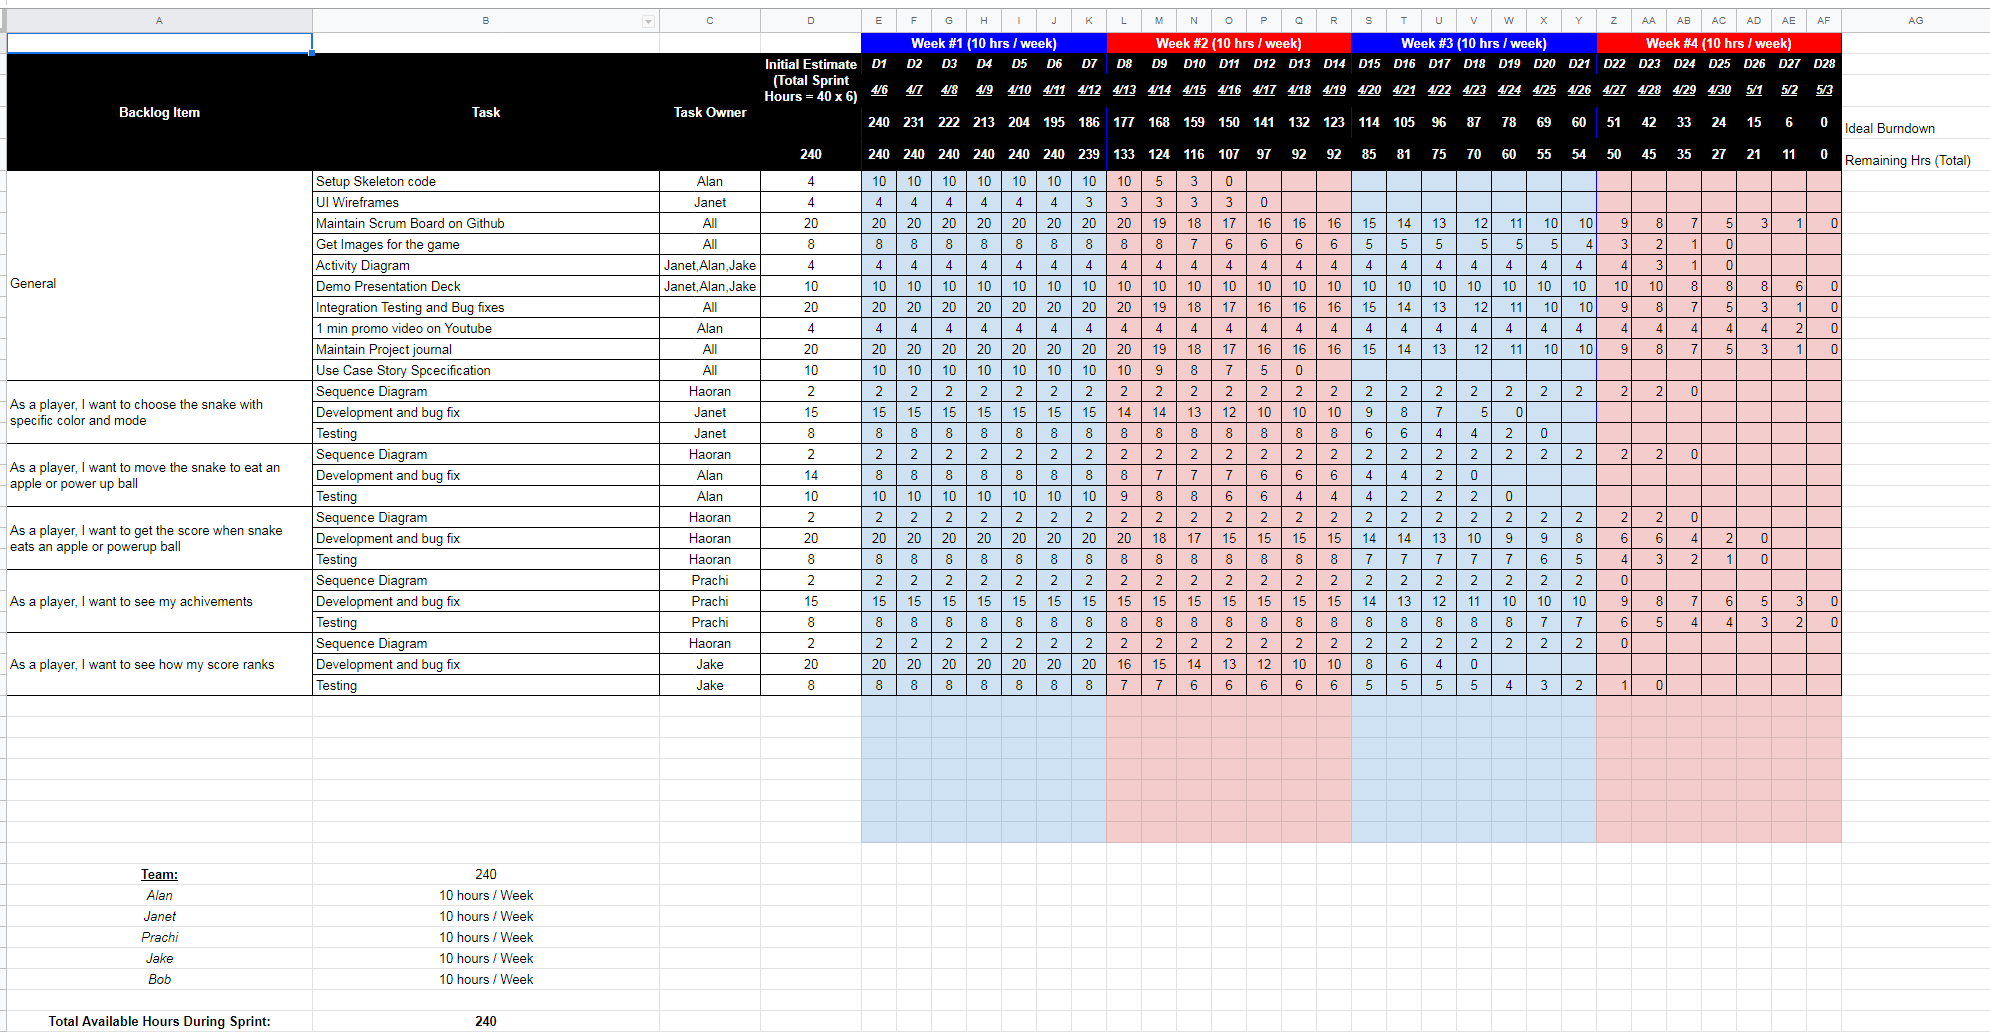 A B C D E F G H I J K L M N O P Q R S T U V W X Y Z AA AB AC AD AE AF AG
Week #1 (10 hrs / week) Week #2 (10 hrs / week) Week #3 (10 hrs / week) Week #4 (10 hrs / week)
Backlog Item Task Task Owner Initial Estimate
(Total Sprint
Hours = 40 x 6)
D1 D2 D3 D4 D5 D6 D7 D8 D9 D10 D11 D12 D13 D14 D15 D16 D17 D18 D19 D20 D21 D22 D23 D24 D25 D26 D27 D28
4/6 4/7 4/8 4/9 4/10 4/11 4/12 4/13 4/14 4/15 4/16 4/17 4/18 4/19 4/20 4/21 4/22 4/23 4/24 4/25 4/26 4/27 4/28 4/29 4/30 5/1 5/2 5/3
240 231 222 213 204 195 186 177 168 159 150 141 132 123 114 105 96 87 78 69 60 51 42 33 24 15 6 0 Ideal Burndown
240 240 240 240 240 240 240 239 133 124 116 107 97 92 92 85 81 75 70 60 55 54 50 45 35 27 21 11 0 Remaining Hrs (Total)
General
Setup Skeleton code Alan 4 10 10 10 10 10 10 10 10 5 3 0
UI Wireframes Janet 4 4 4 4 4 4 4 3 3 3 3 3 0
Maintain Scrum Board on Github All 20 20 20 20 20 20 20 20 20 19 18 17 16 16 16 15 14 13 12 11 10 10 9 8 7 5 3 1 0
Get Images for the game All 8 8 8 8 8 8 8 8 8 8 7 6 6 6 6 5 5 5 5 5 5 4 3 2 1 0
Activity Diagram Janet,Alan,Jake 4 4 4 4 4 4 4 4 4 4 4 4 4 4 4 4 4 4 4 4 4 4 4 3 1 0
Demo Presentation Deck Janet,Alan,Jake 10 10 10 10 10 10 10 10 10 10 10 10 10 10 10 10 10 10 10 10 10 10 10 10 8 8 8 6 0
Integration Testing and Bug fixes All 20 20 20 20 20 20 20 20 20 19 18 17 16 16 16 15 14 13 12 11 10 10 9 8 7 5 3 1 0
1 min promo video on Youtube Alan 4 4 4 4 4 4 4 4 4 4 4 4 4 4 4 4 4 4 4 4 4 4 4 4 4 4 4 2 0
Maintain Project journal All 20 20 20 20 20 20 20 20 20 19 18 17 16 16 16 15 14 13 12 11 10 10 9 8 7 5 3 1 0
Use Case Story Spcecification All 10 10 10 10 10 10 10 10 10 9 8 7 5 0
As a player, I want to choose the snake with
specific color and mode
Sequence Diagram Haoran 2 2 2 2 2 2 2 2 2 2 2 2 2 2 2 2 2 2 2 2 2 2 2 2 0
Development and bug fix Janet 15 15 15 15 15 15 15 15 14 14 13 12 10 10 10 9 8 7 5 0
Testing Janet 8 8 8 8 8 8 8 8 8 8 8 8 8 8 8 6 6 4 4 2 0
As a player, I want to move the snake to eat an
apple or power up ball
Sequence Diagram Haoran 2 2 2 2 2 2 2 2 2 2 2 2 2 2 2 2 2 2 2 2 2 2 2 2 0
Development and bug fix Alan 14 8 8 8 8 8 8 8 8 7 7 7 6 6 6 4 4 2 0
Testing Alan 10 10 10 10 10 10 10 10 9 8 8 6 6 4 4 4 2 2 2 0
As a player, I want to get the score when snake
eats an apple or powerup ball
Sequence Diagram Haoran 2 2 2 2 2 2 2 2 2 2 2 2 2 2 2 2 2 2 2 2 2 2 2 2 0
Development and bug fix Haoran 20 20 20 20 20 20 20 20 20 18 17 15 15 15 15 14 14 13 10 9 9 8 6 6 4 2 0
Testing Haoran 8 8 8 8 8 8 8 8 8 8 8 8 8 8 8 7 7 7 7 7 6 5 4 3 2 1 0
As a player, I want to see my achivements
Sequence Diagram Prachi 2 2 2 2 2 2 2 2 2 2 2 2 2 2 2 2 2 2 2 2 2 2 0
Development and bug fix Prachi 15 15 15 15 15 15 15 15 15 15 15 15 15 15 15 14 13 12 11 10 10 10 9 8 7 6 5 3 0
Testing Prachi 8 8 8 8 8 8 8 8 8 8 8 8 8 8 8 8 8 8 8 8 7 7 6 5 4 4 3 2 0
As a player, I want to see how my score ranks
Sequence Diagram Haoran 2 2 2 2 2 2 2 2 2 2 2 2 2 2 2 2 2 2 2 2 2 2 0
Development and bug fix Jake 20 20 20 20 20 20 20 20 16 15 14 13 12 10 10 8 6 4 0
Testing Jake 8 8 8 8 8 8 8 8 7 7 6 6 6 6 6 5 5 5 5 4 3 2 1 0
Team: 240
Alan 10 hours / Week
Janet 10 hours / Week
Prachi 10 hours / Week
Jake 10 hours / Week
Bob 10 hours / Week
Total Available Hours During Sprint: 240